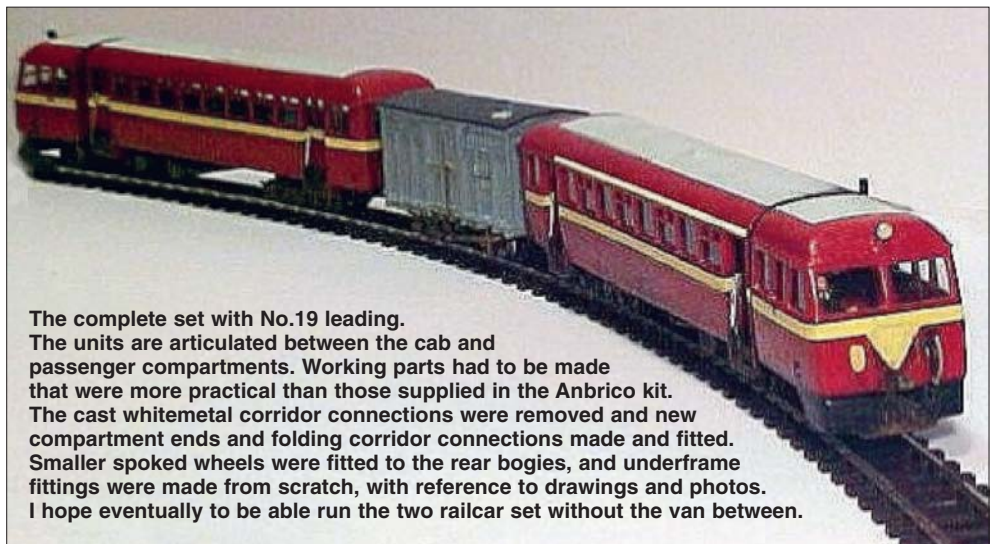 The complete set with No.19 leading.
The units are articulated between the cab and
passenger compartments. Working parts had to be made
that were more practical than those supplied in the Anbrico kit.
The cast whitemetal corridor connections were removed and new
compartment ends and folding corridor connections made and fitted.
Smaller spoked wheels were fitted to the rear bogies, and underframe
fittings were made from scratch, with reference to drawings and photos.
I hope eventually to be able run the two railcar set without the van between.